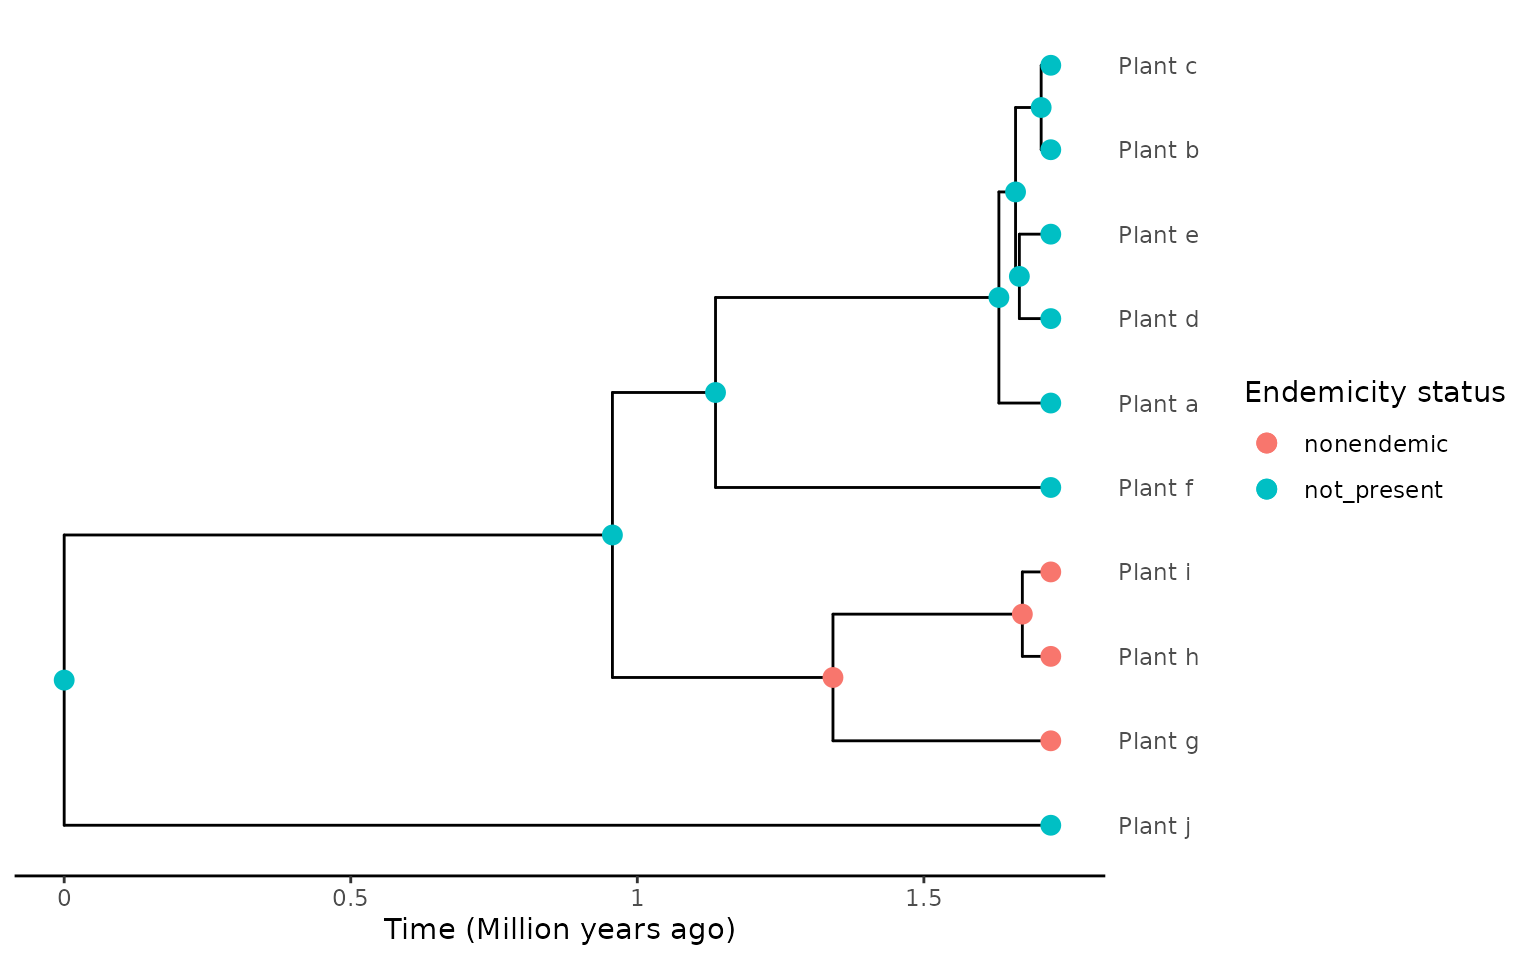 Plant c
Plant b
Plant e
Plant d
Plant a
Plant f
Plant i
Plant h
Plant g
Plant j
Endemicity status
nonendemic
not_present
0 0.5 1 1.5
Time (Million years ago)